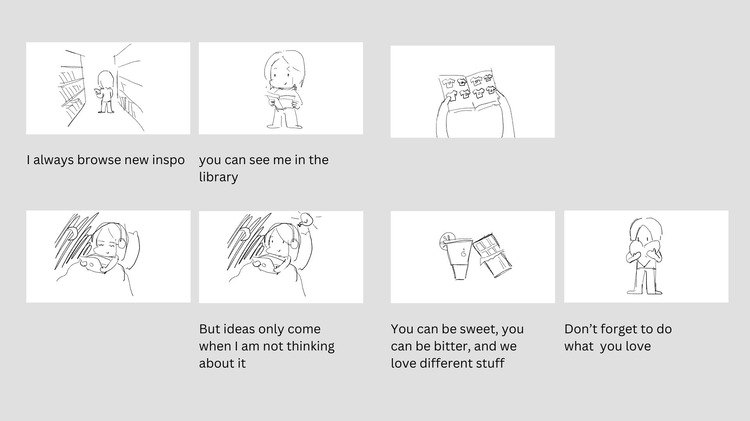 I always browse new inspo
you can see me in the
library
But ideas only come
when I am not thinking
about it
You can be sweet, you
can be bitter, and we
love different stuff
Don’t forget to do
what  you love